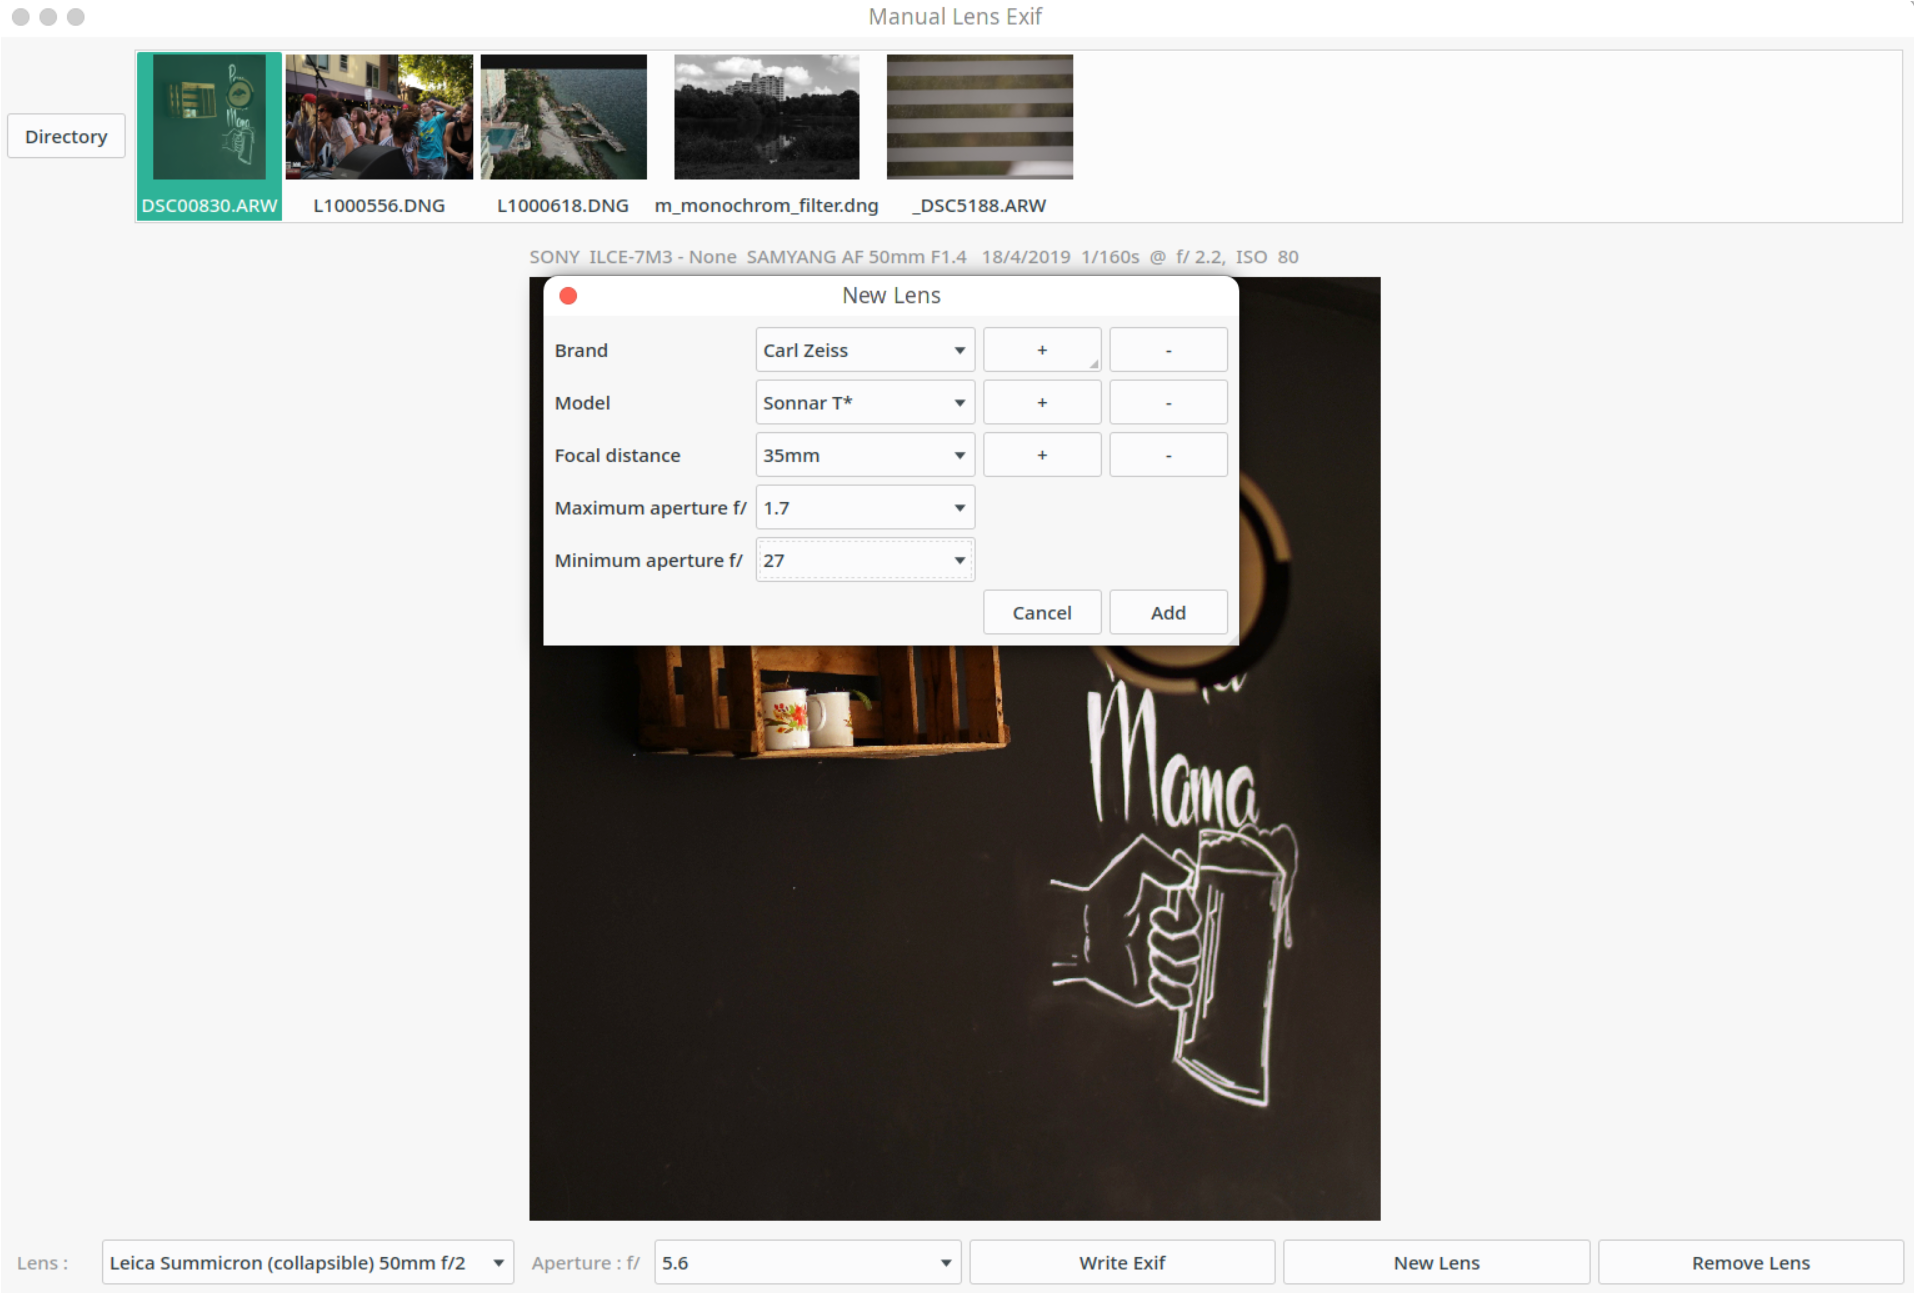 Manual Lens Exif
Directory
DSC00830.ARW L1000556.DNG L1000618.DNG m_monochrom_filter.dng _DSC5188.ARW
SONY ILCE-7M3 - None SAMYANG AF 50mm F1.4 18/4/2019 1/160s @ f/ 2.2, ISO 80
New Lens
Brand Carl Zeiss + -
Model Sonnar T* + -
Focal distance 35mm + -
Maximum aperture f/ 1.7
Minimum aperture f/ 27
Cancel Add
Mama
Lens : Leica Summicron (collapsible) 50mm f/2 Aperture : f/ 5.6 Write Exif New Lens Remove Lens